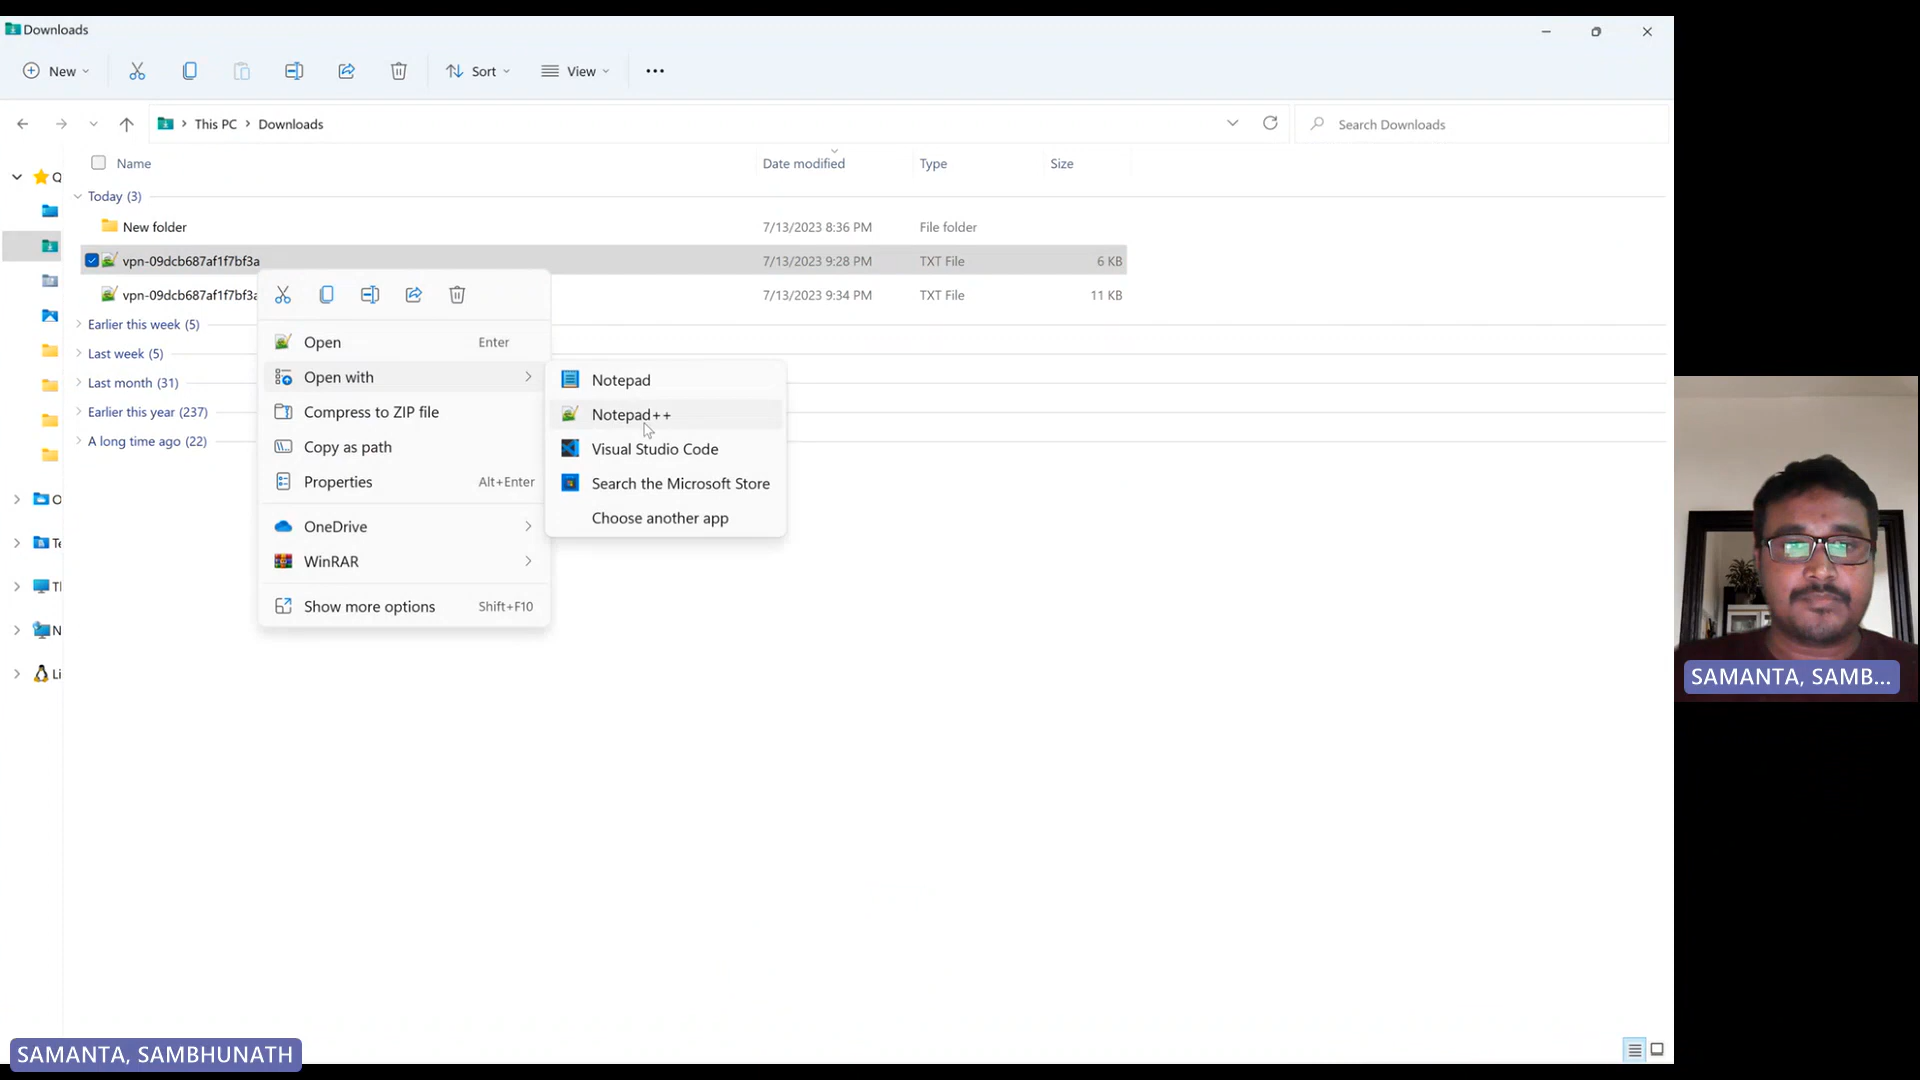 Downloads
New
Sort
View
This PC > Downloads
Search Downloads
Name Date modified Type Size
Q
Today (3)
New folder 7/13/2023 8:36 PM File folder
vpn-09dcb687af1f7bf3a 7/13/2023 9:28 PM TXT File 6 KB
vpn-09dcb687af1f7bf3a 7/13/2023 9:34 PM TXT File 11 KB
Earlier this week (5)
Last week (5)
Last month (31)
Earlier this year (237)
A long time ago (22)
O
Te
Tl
N
Li
Open Enter
Open with
Compress to ZIP file
Copy as path
Properties Alt+Enter
OneDrive
WinRAR
Show more options Shift+F10
Notepad
Notepad++
Visual Studio Code
Search the Microsoft Store
Choose another app
SAMANTA, SAMB...
SAMANTA, SAMBHUNATH